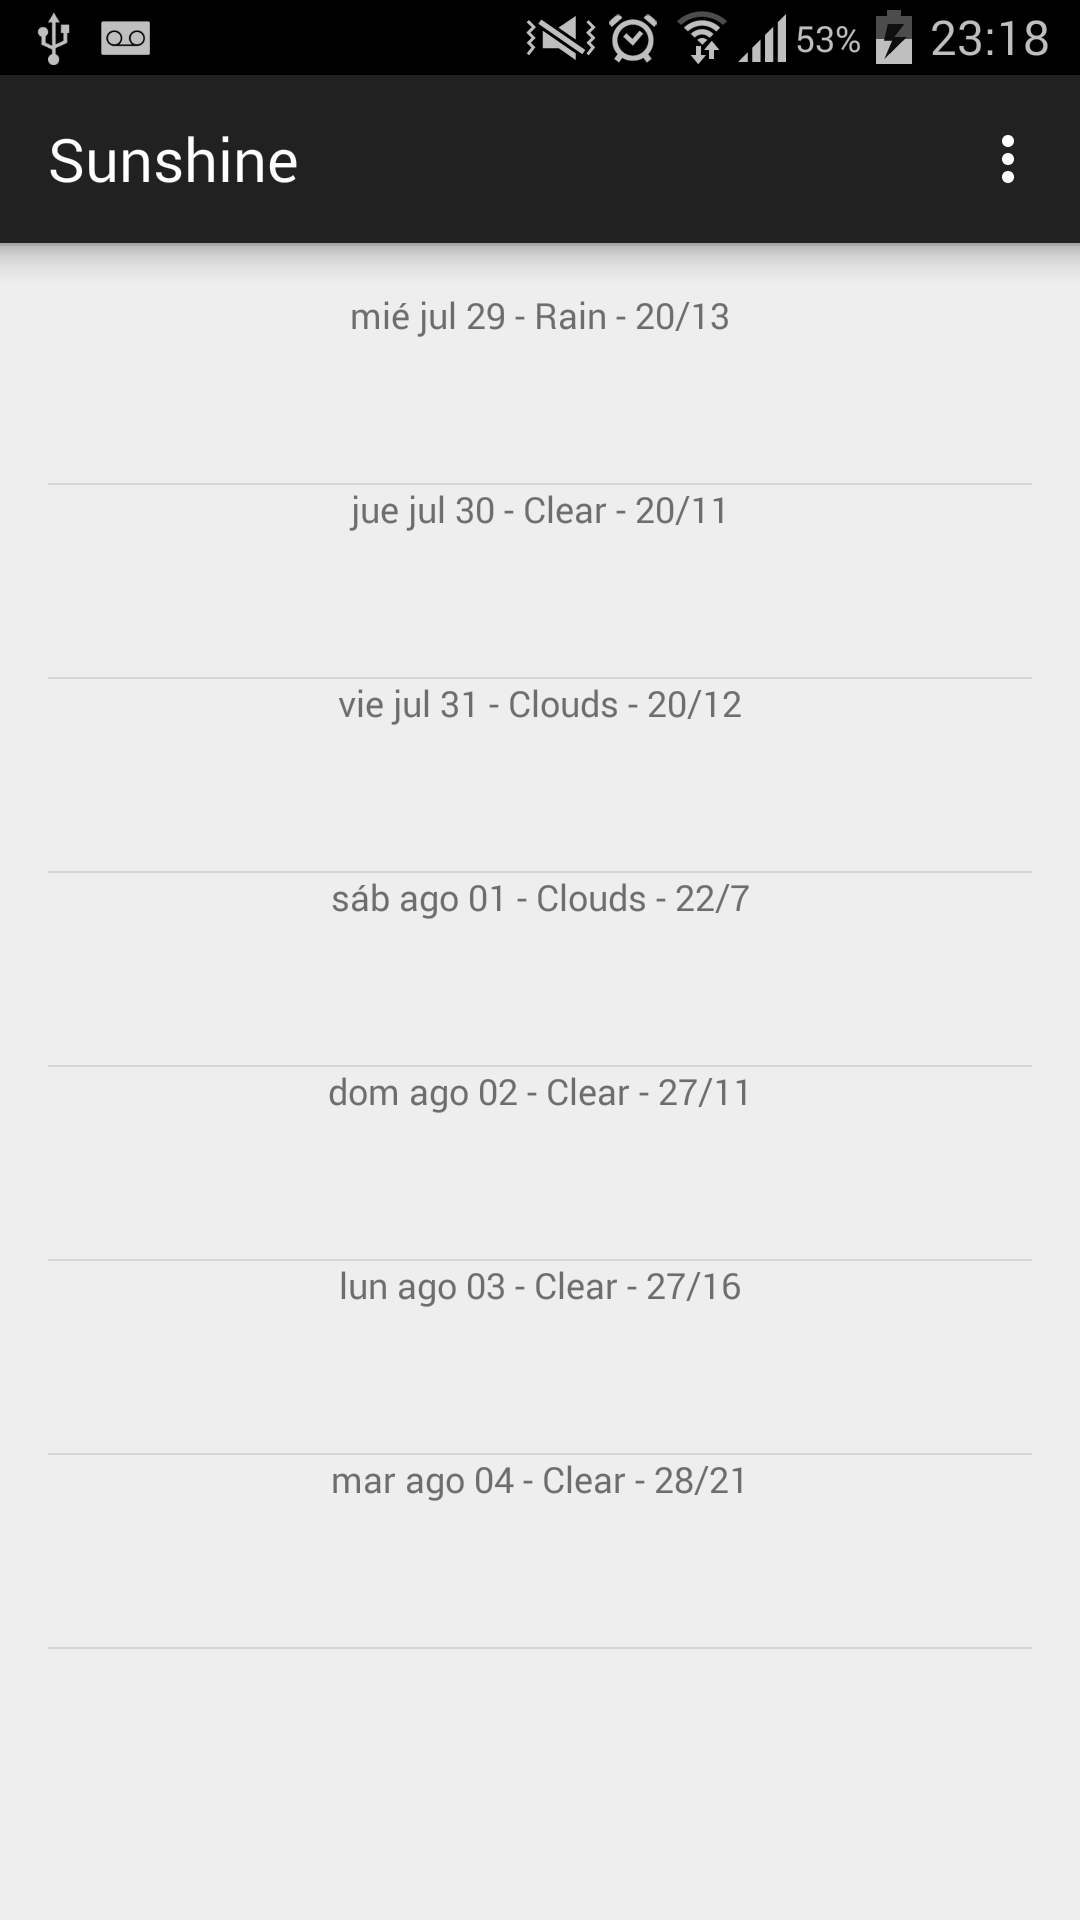 53% 23:18
Sunshine
mié jul 29 - Rain - 20/13
jue jul 30 - Clear - 20/11
vie jul 31 - Clouds - 20/12
sáb ago 01 - Clouds - 22/7
dom ago 02 - Clear - 27/11
lun ago 03 - Clear - 27/16
mar ago 04 - Clear - 28/21